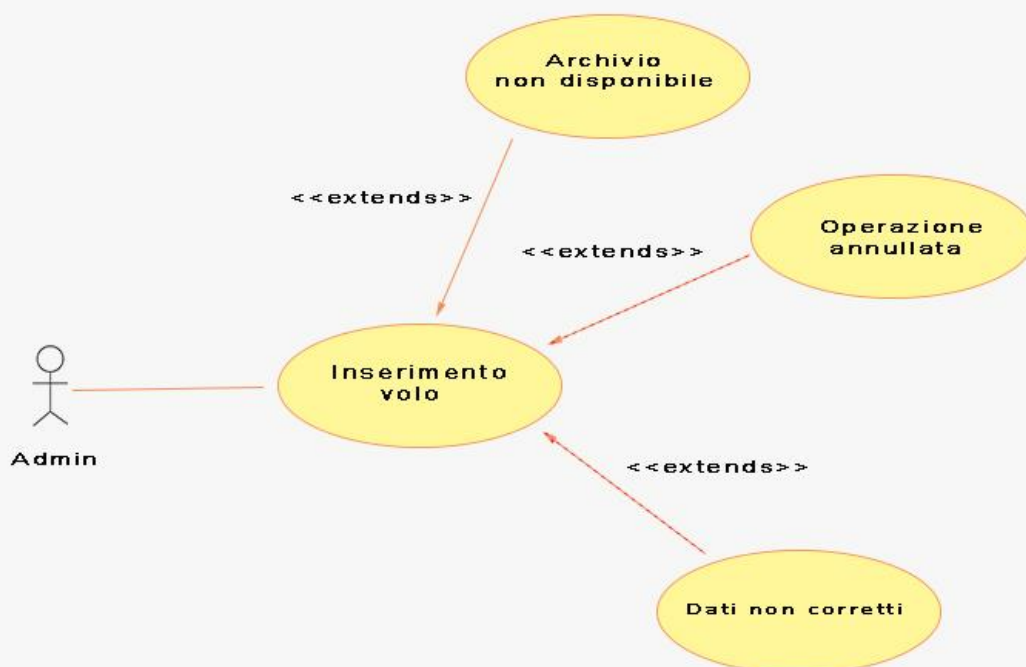 Archivio
non disponibile
<<extends>>
Operazione
annullata
<<extends>>
Inserimento
volo
Admin
<<extends>>
Dati non corretti